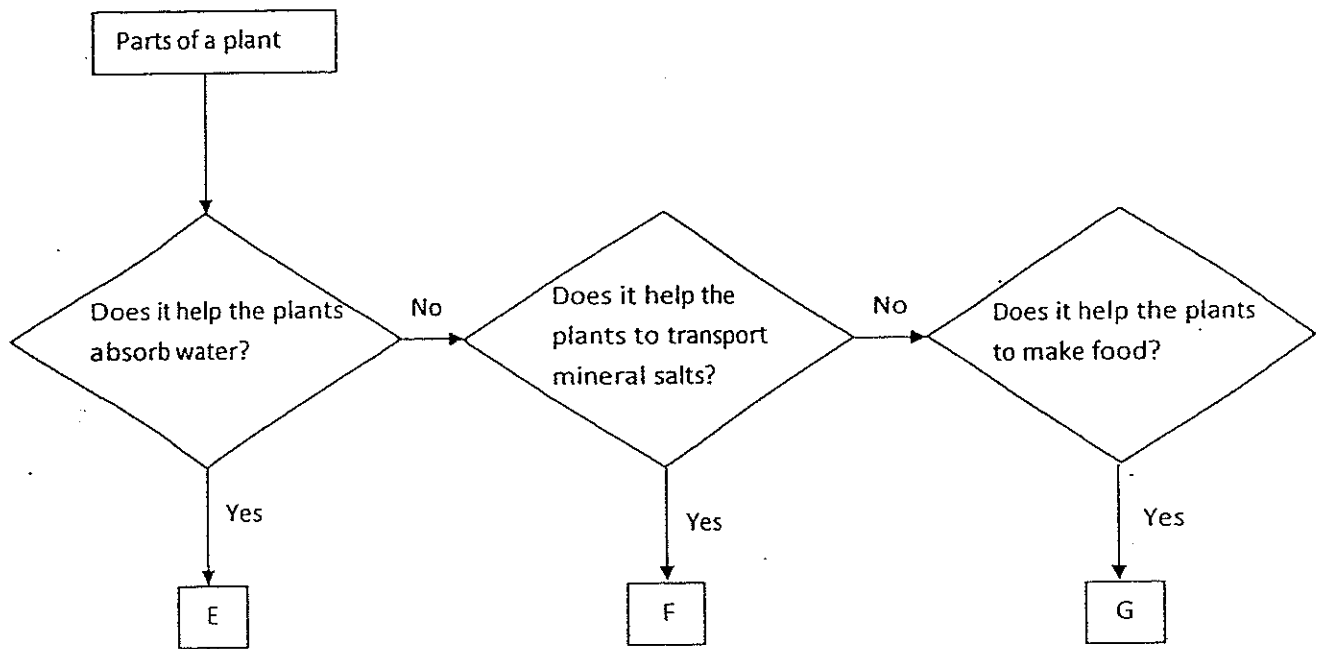 Parts of a plant
Does it help the plants
absorb water?
No
Does it help the
plants to transport
mineral salts?
No
Does it help the plants
to make food?
Yes
Yes
Yes
E
F
G